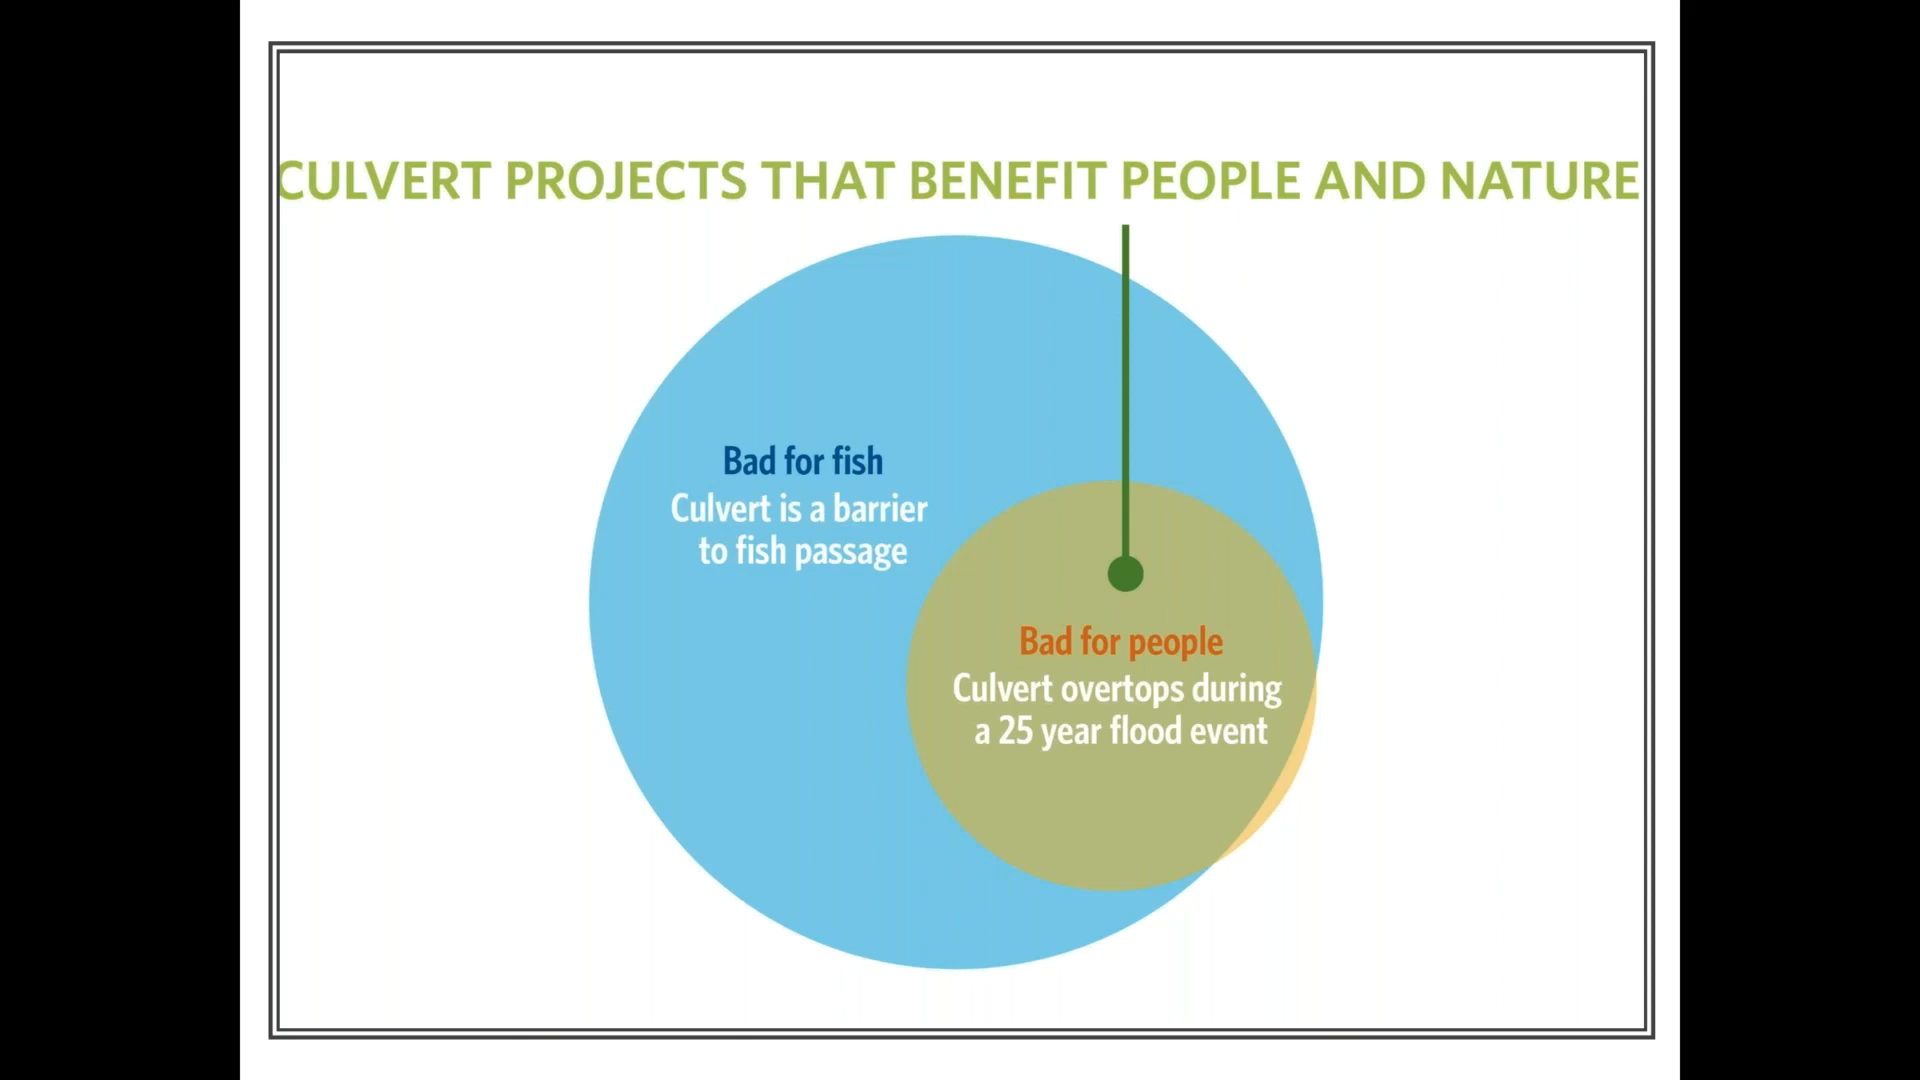 CULVERT PROJECTS THAT BENEFIT PEOPLE AND NATURE
Bad for fish
Culvert is a barrier
to fish passage
Bad for people
Culvert overtops during
a 25 year flood event